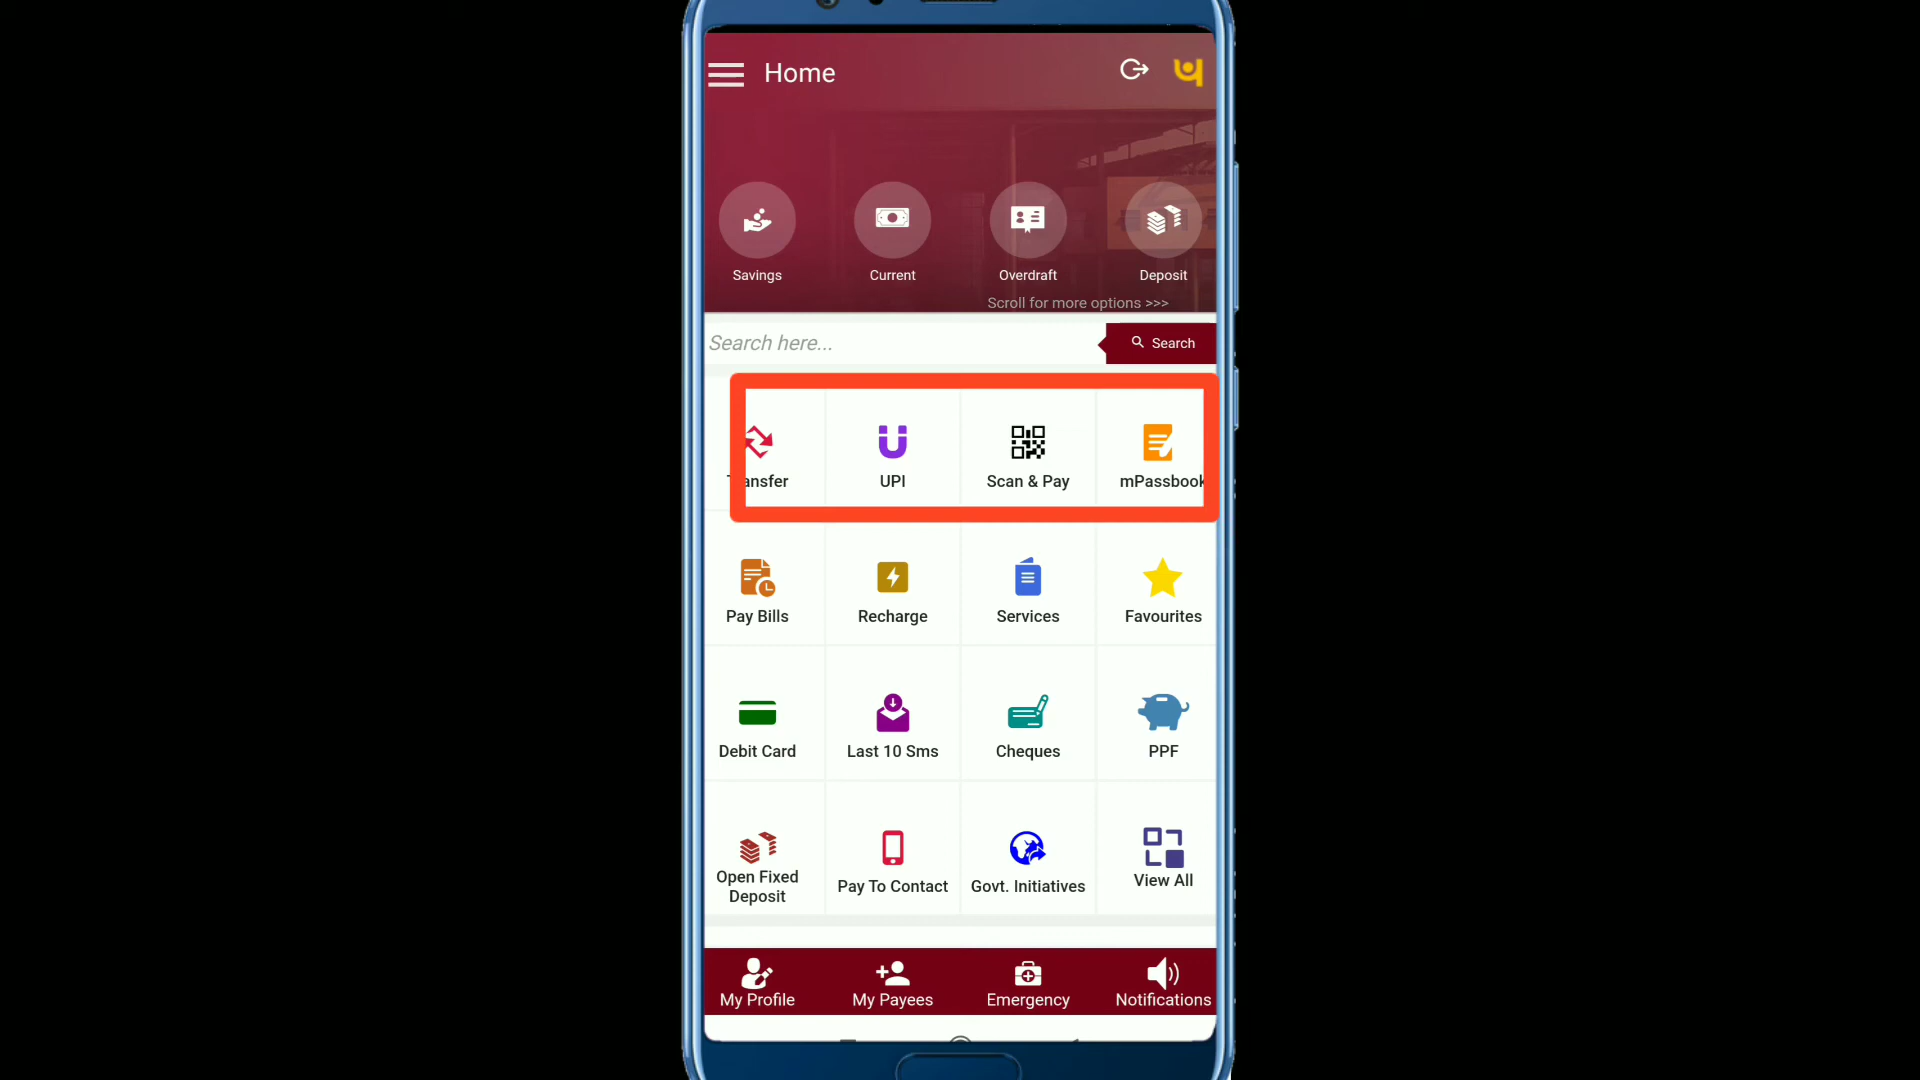 Home
Savings
Current
Overdraft
Deposit
Scroll for more options >>>
Search here...
Search
ansfer
UPI
Scan & Pay
mPassbook
Pay Bills
Recharge
Services
Favourites
Debit Card
Last 10 Sms
Cheques
PPF
Open Fixed
Deposit
Pay To Contact
Govt. Initiatives
View All
My Profile
My Payees
Emergency
Notifications